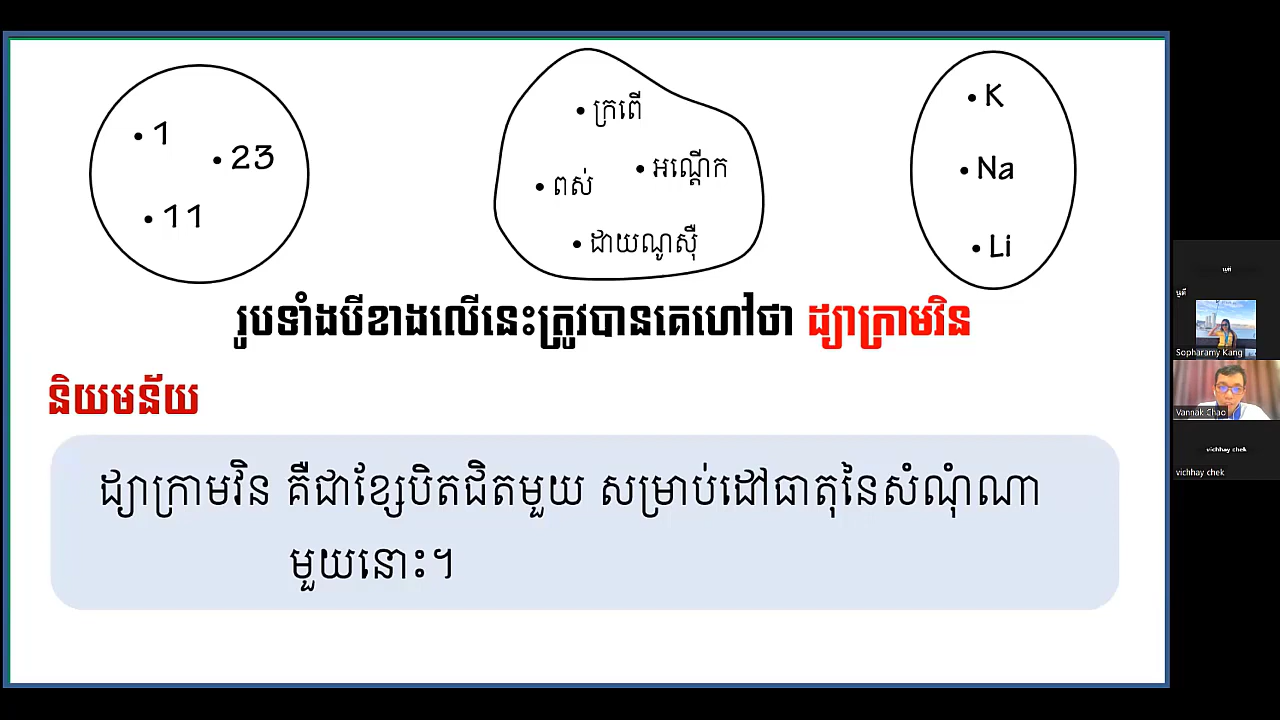 • 1
• 23
• 11
• ក្រពើ
• អណ្ដើក
• ពស់
• ដាយណូស៊ឺ
• K
• Na
• Li
រូបទាំងបីខាងលើនេះត្រូវបានគេហៅថា ដ្យាក្រាមវិន
និយមន័យ
ដ្យាក្រាមវិន គឺជាខ្សែបិតជិតមួយ សម្រាប់ដៅធាតុនៃសំណុំណា
មួយនោះ។
Sopharamy Kang
Vannak Chao
vichhay chek
vichhay chek